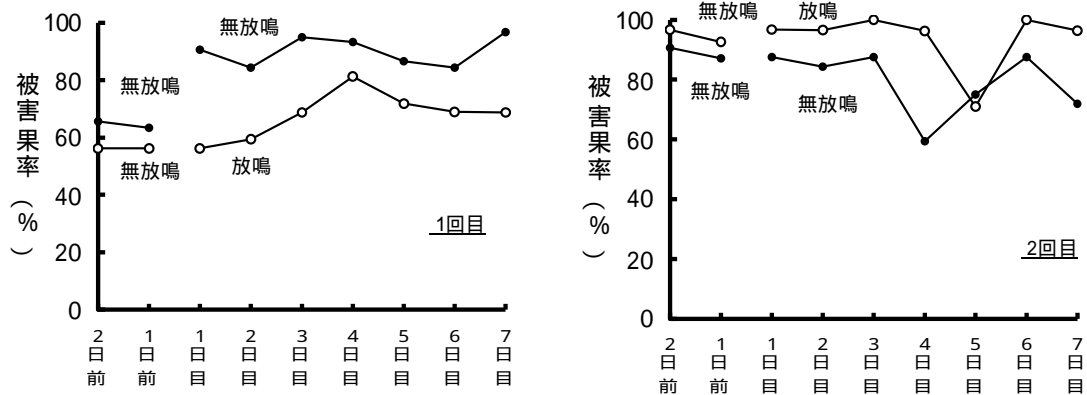 100
80
60
40
20
0
被害果率(%)
無放鳴
無放鳴
無放鳴
放鳴
1回目
2日前
1日前
1日目
2日目
3日目
4日目
5日目
6日目
7日目
100
80
60
40
20
0
被害果率(%)
無放鳴
放鳴
無放鳴
無放鳴
2回目
2日前
1日前
1日目
2日目
3日目
4日目
5日目
6日目
7日目